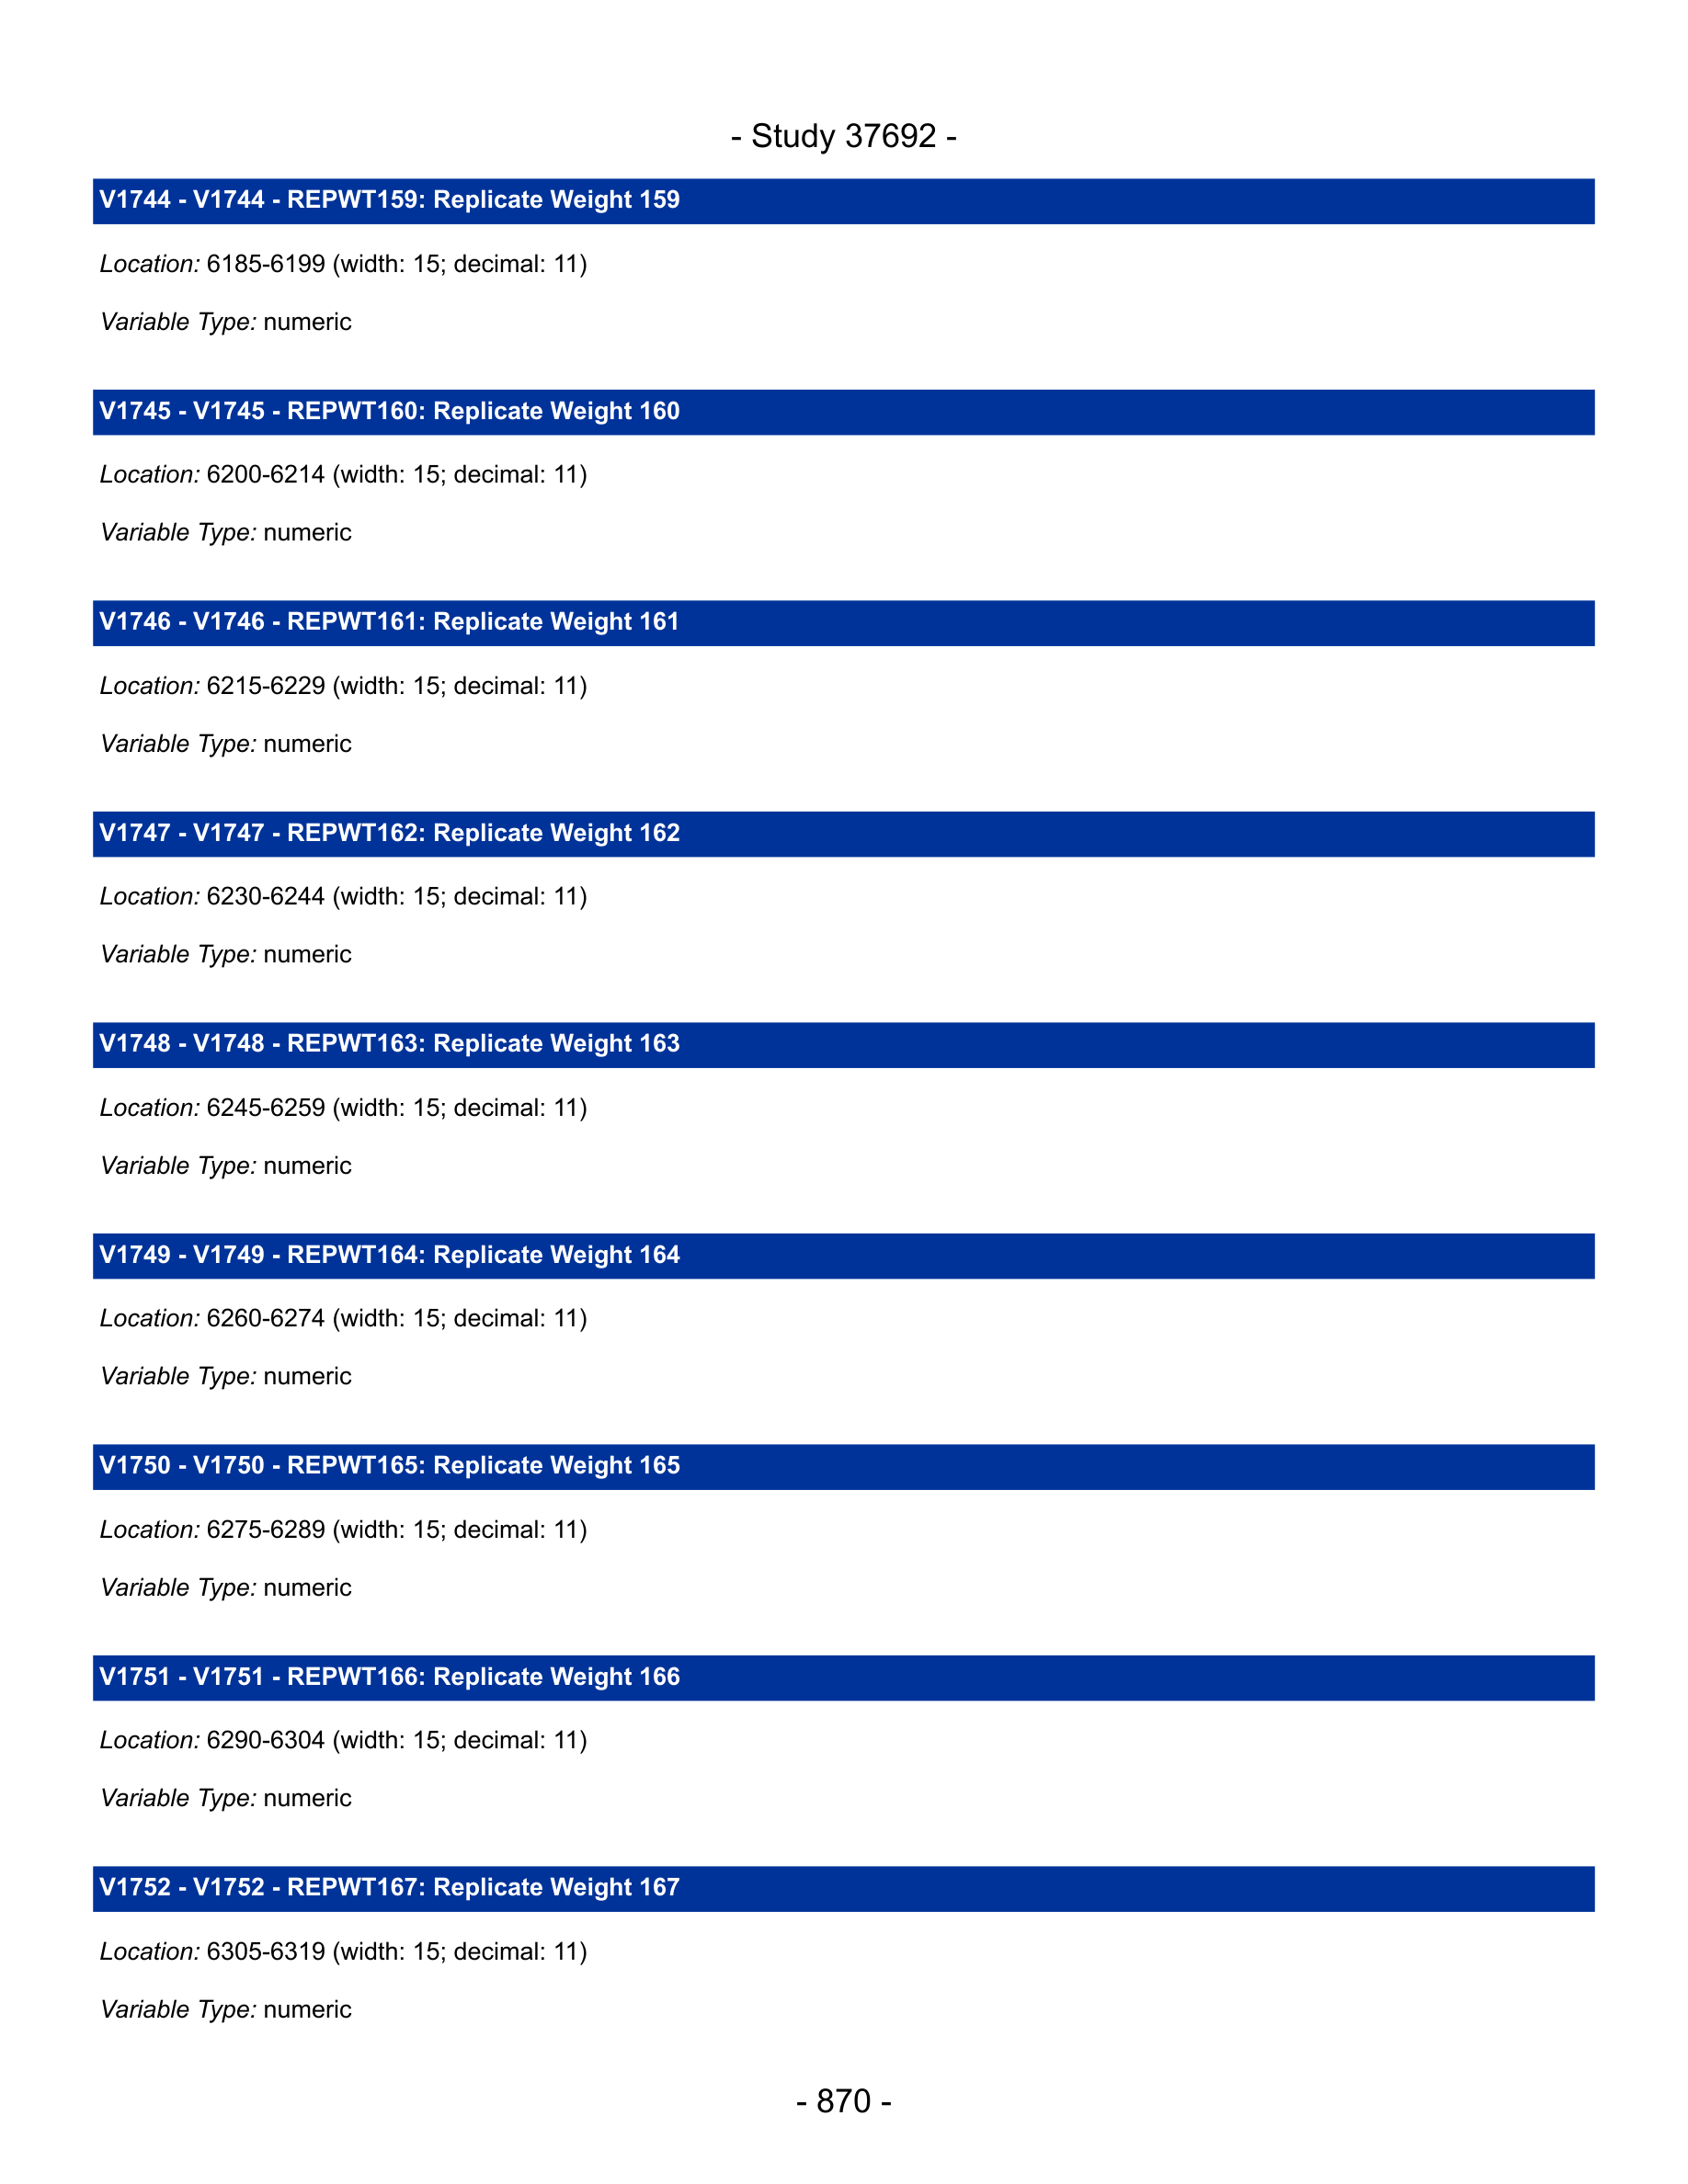 - Study 37692 -
V1744 - V1744 - REPWT159: Replicate Weight 159
Location: 6185-6199 (width: 15; decimal: 11)
Variable Type: numeric
V1745 - V1745 - REPWT160: Replicate Weight 160
Location: 6200-6214 (width: 15; decimal: 11)
Variable Type: numeric
V1746 - V1746 - REPWT161: Replicate Weight 161
Location: 6215-6229 (width: 15; decimal: 11)
Variable Type: numeric
V1747 - V1747 - REPWT162: Replicate Weight 162
Location: 6230-6244 (width: 15; decimal: 11)
Variable Type: numeric
V1748 - V1748 - REPWT163: Replicate Weight 163
Location: 6245-6259 (width: 15; decimal: 11)
Variable Type: numeric
V1749 - V1749 - REPWT164: Replicate Weight 164
Location: 6260-6274 (width: 15; decimal: 11)
Variable Type: numeric
V1750 - V1750 - REPWT165: Replicate Weight 165
Location: 6275-6289 (width: 15; decimal: 11)
Variable Type: numeric
V1751 - V1751 - REPWT166: Replicate Weight 166
Location: 6290-6304 (width: 15; decimal: 11)
Variable Type: numeric
V1752 - V1752 - REPWT167: Replicate Weight 167
Location: 6305-6319 (width: 15; decimal: 11)
Variable Type: numeric
- 870 -